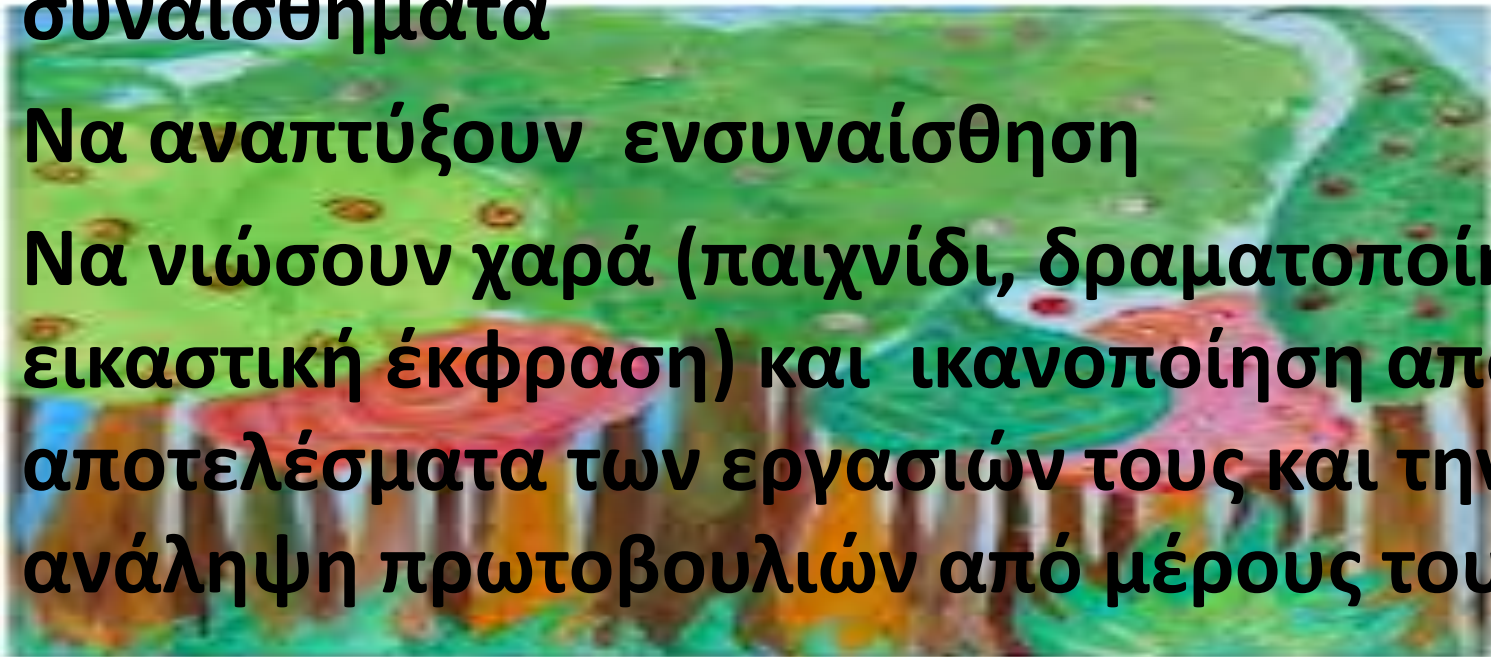 συναισθήματα
Να αναπτύξουν ενσυναίσθηση
Να νιώσουν χαρά (παιχνίδι,
εικαστική έκφραση) και ικανοποίηση
αποτελέσματα των εργασιών τους και
ανάληψη πρωτοβουλιών από μέρους